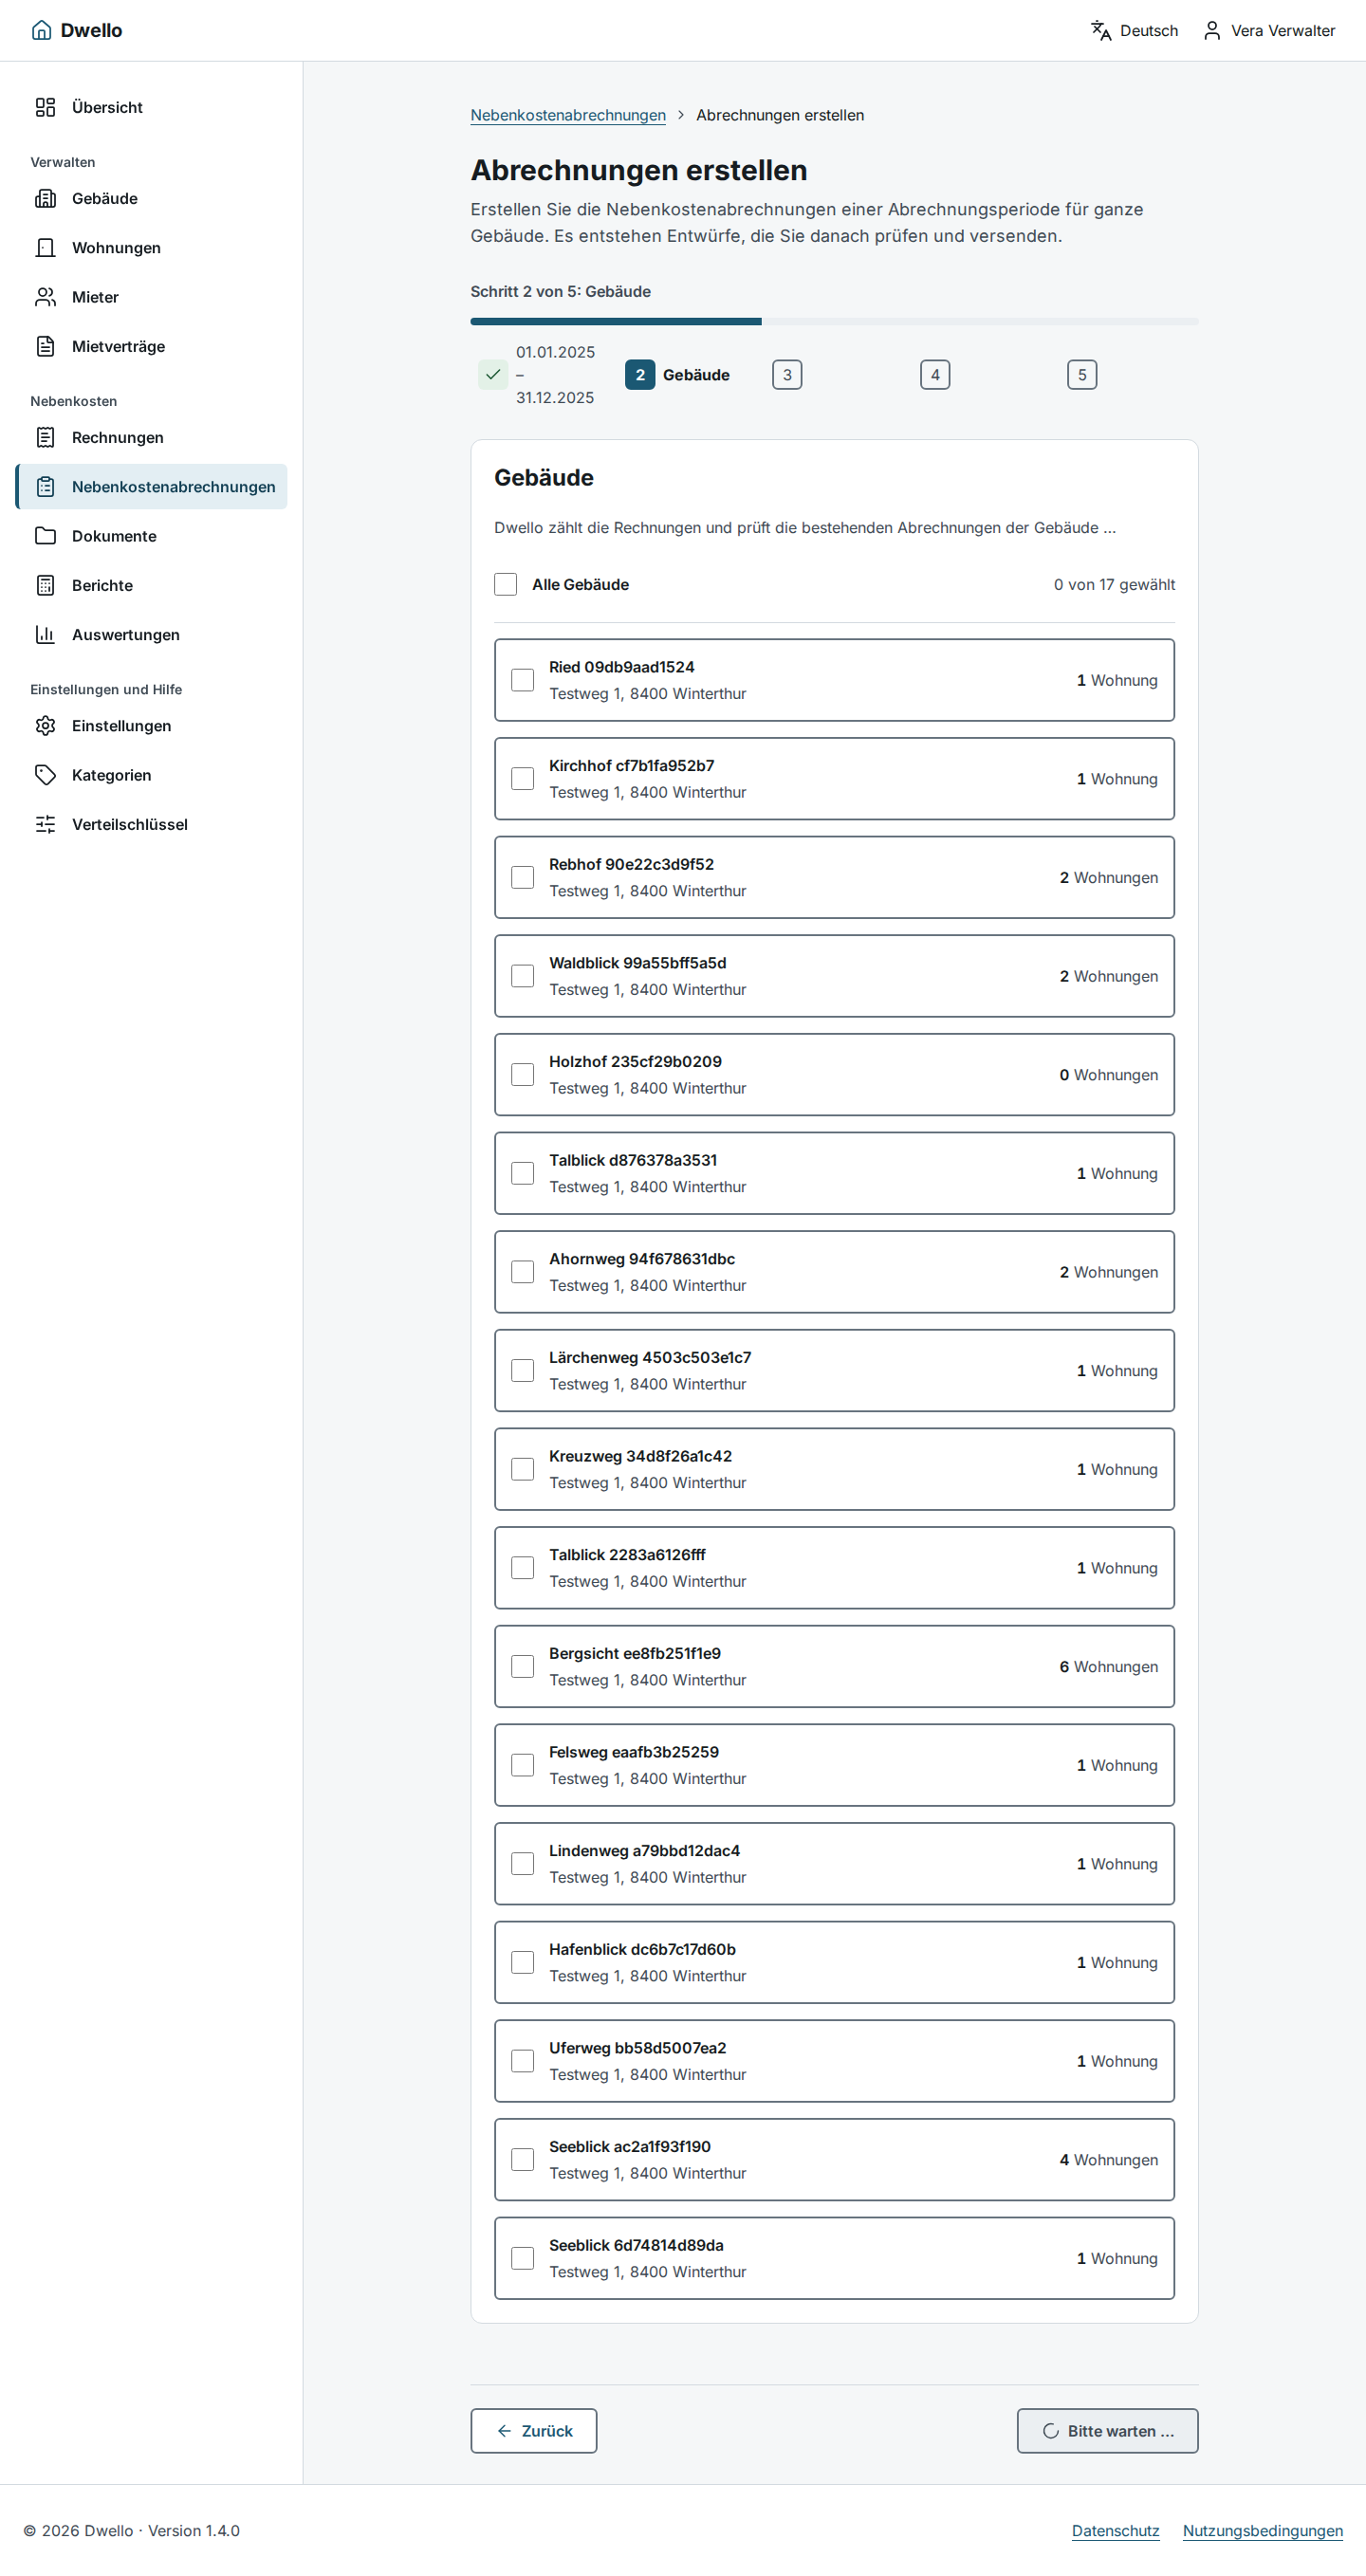 Dwello
Deutsch
Vera Verwalter
Übersicht
Verwalten
Gebäude
Wohnungen
Mieter
Mietverträge
Nebenkosten
Rechnungen
Nebenkostenabrechnungen
Dokumente
Berichte
Auswertungen
Einstellungen und Hilfe
Einstellungen
Kategorien
Verteilschlüssel
Nebenkostenabrechnungen > Abrechnungen erstellen
Abrechnungen erstellen
Erstellen Sie die Nebenkostenabrechnungen einer Abrechnungsperiode für ganze
Gebäude. Es entstehen Entwürfe, die Sie danach prüfen und versenden.
Schritt 2 von 5: Gebäude
01.01.2025
–
31.12.2025
2 Gebäude
3
4
5
Gebäude
Dwello zählt die Rechnungen und prüft die bestehenden Abrechnungen der Gebäude …
Alle Gebäude
0 von 17 gewählt
Ried 09db9aad1524
Testweg 1, 8400 Winterthur
1 Wohnung
Kirchhof cf7b1fa952b7
Testweg 1, 8400 Winterthur
1 Wohnung
Rebhof 90e22c3d9f52
Testweg 1, 8400 Winterthur
2 Wohnungen
Waldblick 99a55bff5a5d
Testweg 1, 8400 Winterthur
2 Wohnungen
Holzhof 235cf29b0209
Testweg 1, 8400 Winterthur
0 Wohnungen
Talblick d876378a3531
Testweg 1, 8400 Winterthur
1 Wohnung
Ahornweg 94f678631dbc
Testweg 1, 8400 Winterthur
2 Wohnungen
Lärchenweg 4503c503e1c7
Testweg 1, 8400 Winterthur
1 Wohnung
Kreuzweg 34d8f26a1c42
Testweg 1, 8400 Winterthur
1 Wohnung
Talblick 2283a6126fff
Testweg 1, 8400 Winterthur
1 Wohnung
Bergsicht ee8fb251f1e9
Testweg 1, 8400 Winterthur
6 Wohnungen
Felsweg eaafb3b25259
Testweg 1, 8400 Winterthur
1 Wohnung
Lindenweg a79bbd12dac4
Testweg 1, 8400 Winterthur
1 Wohnung
Hafenblick dc6b7c17d60b
Testweg 1, 8400 Winterthur
1 Wohnung
Uferweg bb58d5007ea2
Testweg 1, 8400 Winterthur
1 Wohnung
Seeblick ac2a1f93f190
Testweg 1, 8400 Winterthur
4 Wohnungen
Seeblick 6d74814d89da
Testweg 1, 8400 Winterthur
1 Wohnung
Zurück
Bitte warten …
© 2026 Dwello · Version 1.4.0
Datenschutz
Nutzungsbedingungen